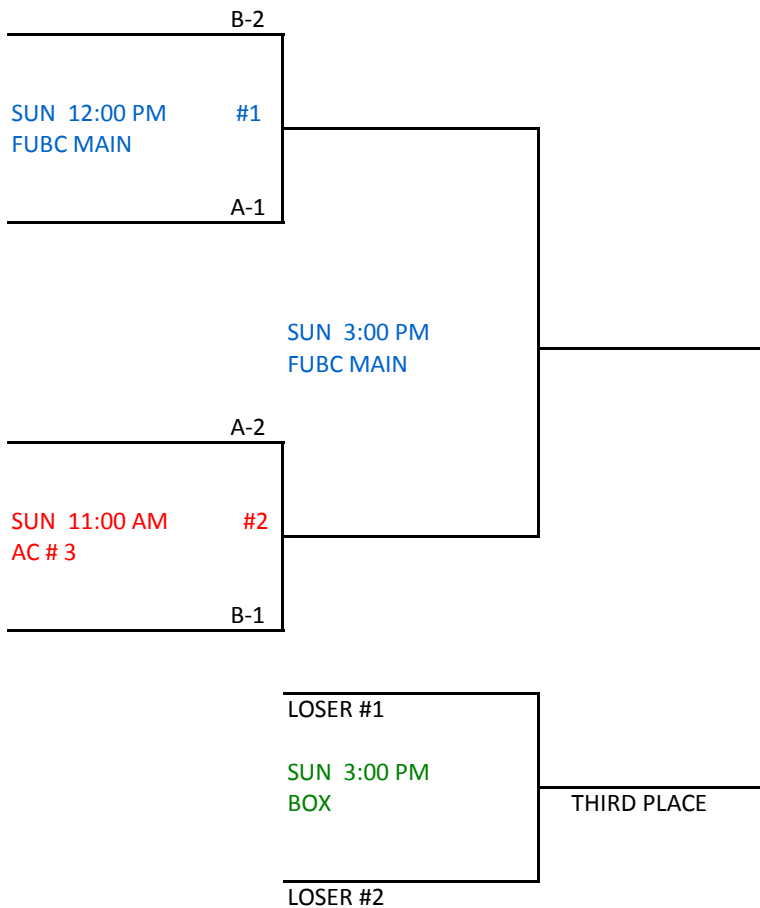 B-2
SUN 12:00 PM #1
FUBC MAIN
A-1
SUN 3:00 PM
FUBC MAIN
A-2
SUN 11:00 AM #2
AC # 3
B-1
LOSER #1
SUN 3:00 PM
BOX
THIRD PLACE
LOSER #2